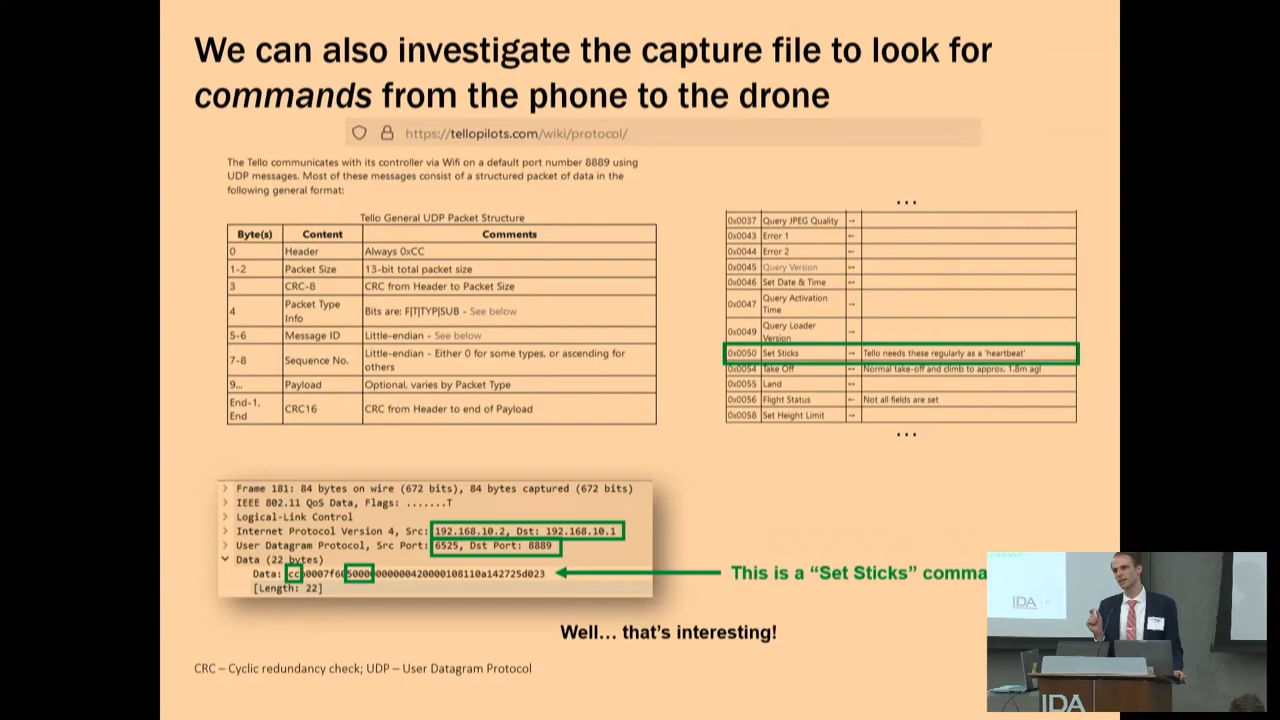 We can also investigate the capture file to look for
commands from the phone to the drone
https://tellopilots.com/wiki/protocol/
The Tello communicates with its controller via Wifi on a default port number 8889 using
UDP messages. Most of these messages consist of a structured packet of data in the
following general format:
Tello General UDP Packet Structure
Byte(s) Content Comments
0 Header Always 0xCC
1-2 Packet Size 13-bit total packet size
3 CRC-8 CRC from Header to Packet Size
4 Packet Type Info Bits are: F|T|TYP|SUB - See below
5-6 Message ID Little-endian - See below
7-8 Sequence No. Little-endian - Either 0 for some types, or ascending for others
9... Payload Optional, varies by Packet Type
End-1, End CRC16 CRC from Header to end of Payload
...
0x0037 Query JPEG Quality →
0x0043 Error 1 ←
0x0044 Error 2 ←
0x0045 Query Version ↔
0x0046 Set Date & Time ↔
0x0047 Query Activation Time →
0x0049 Query Loader Version →
0x0050 Set Sticks → Tello needs these regularly as a 'heartbeat'
0x0054 Take Off ↔ Normal take-off and climb to approx. 1.8m agl
0x0055 Land ↔
0x0056 Flight Status ← Not all fields are set
0x0058 Set Height Limit →
...
> Frame 181: 84 bytes on wire (672 bits), 84 bytes captured (672 bits)
> IEEE 802.11 QoS Data, Flags: .......T
> Logical-Link Control
> Internet Protocol Version 4, Src: 192.168.10.2, Dst: 192.168.10.1
> User Datagram Protocol, Src Port: 6525, Dst Port: 8889
Data (22 bytes)
Data:
[Length: 22]
This is a “Set Sticks” comma
Well… that’s interesting!
CRC – Cyclic redundancy check; UDP – User Datagram Protocol
IDA
IDA